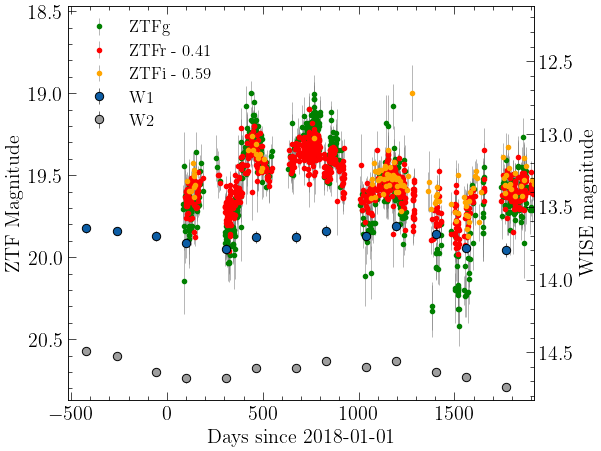 ZTFg
ZTFr - 0.41
ZTFi - 0.59
W1
W2
18.5
19.0
19.5
20.0
20.5
ZTF Magnitude
12.5
13.0
13.5
14.0
14.5
WISE magnitude
−500 0 500 1000 1500
Days since 2018-01-01